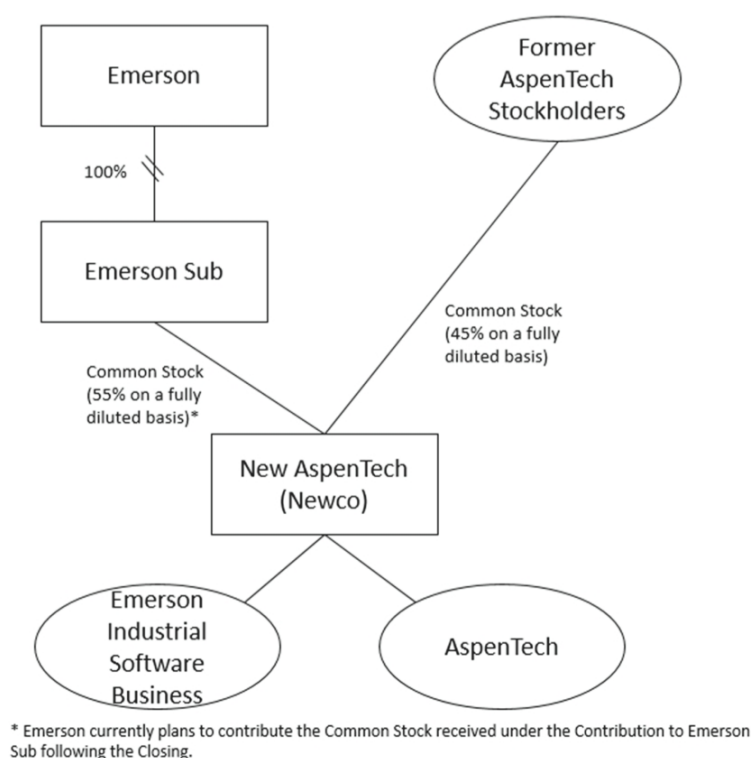 Emerson
Former
AspenTech
Stockholders
100%
Emerson Sub
Common Stock
(45% on a fully
diluted basis)
Common Stock
(55% on a fully
diluted basis)*
New AspenTech
(Newco)
Emerson
Industrial
Software
Business
AspenTech
* Emerson currently plans to contribute the Common Stock received under the Contribution to Emerson
Sub following the Closing.